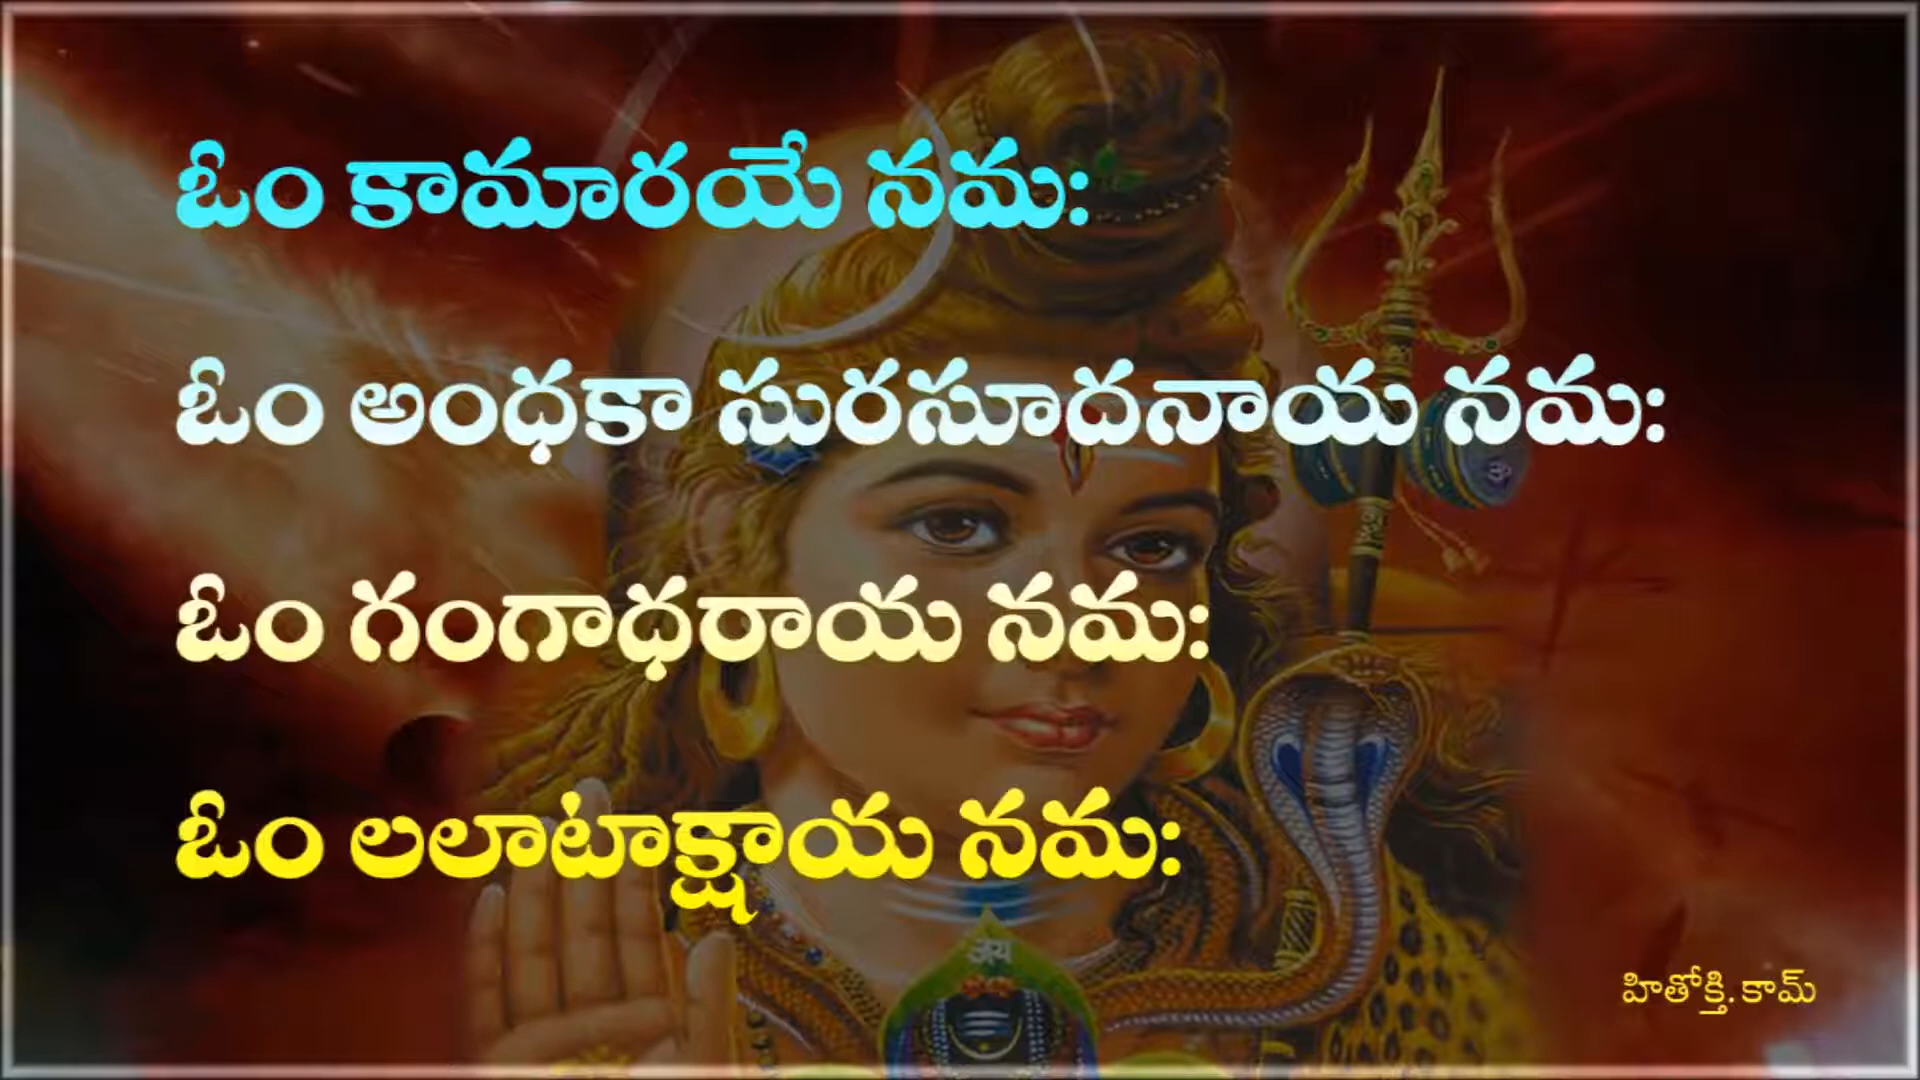 ఓం కామారయే నమ:
ఓం అంధకా సురసూదనాయ నమ:
ఓం గంగాధరాయ నమ:
ఓం లలాటాక్షాయ నమ:
హితోక్తి. కామ్